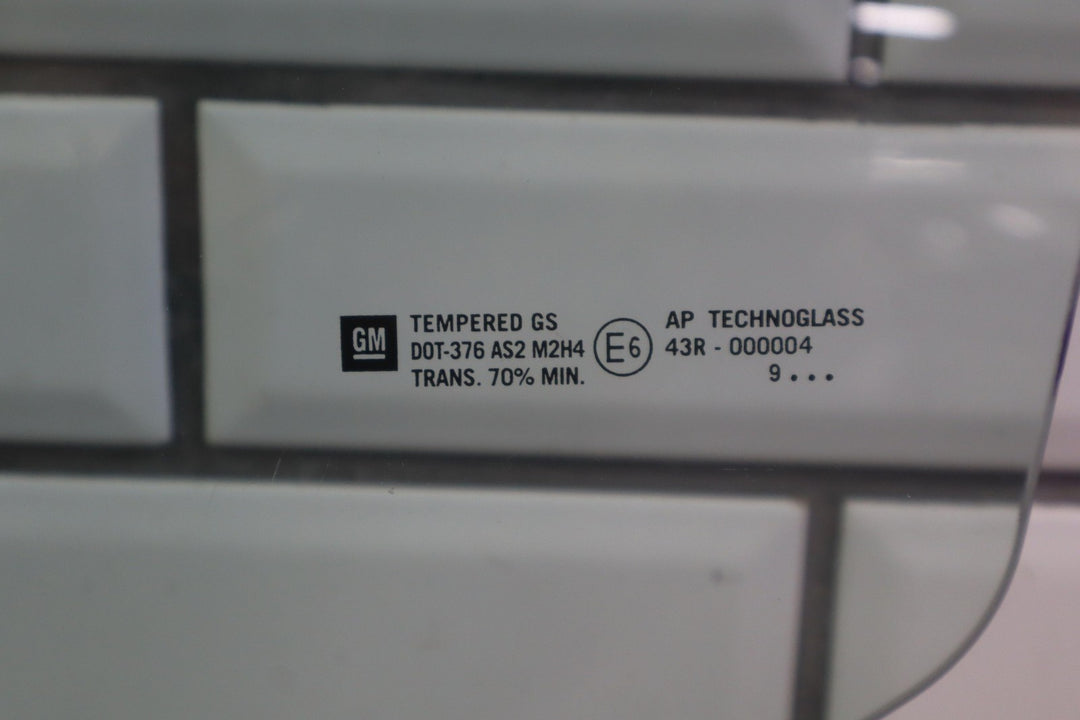 GM
TEMPERED GS
DOT-376 AS2 M2H4
TRANS. 70% MIN.
E6
AP TECHNOGLASS
43R - 000004
9...